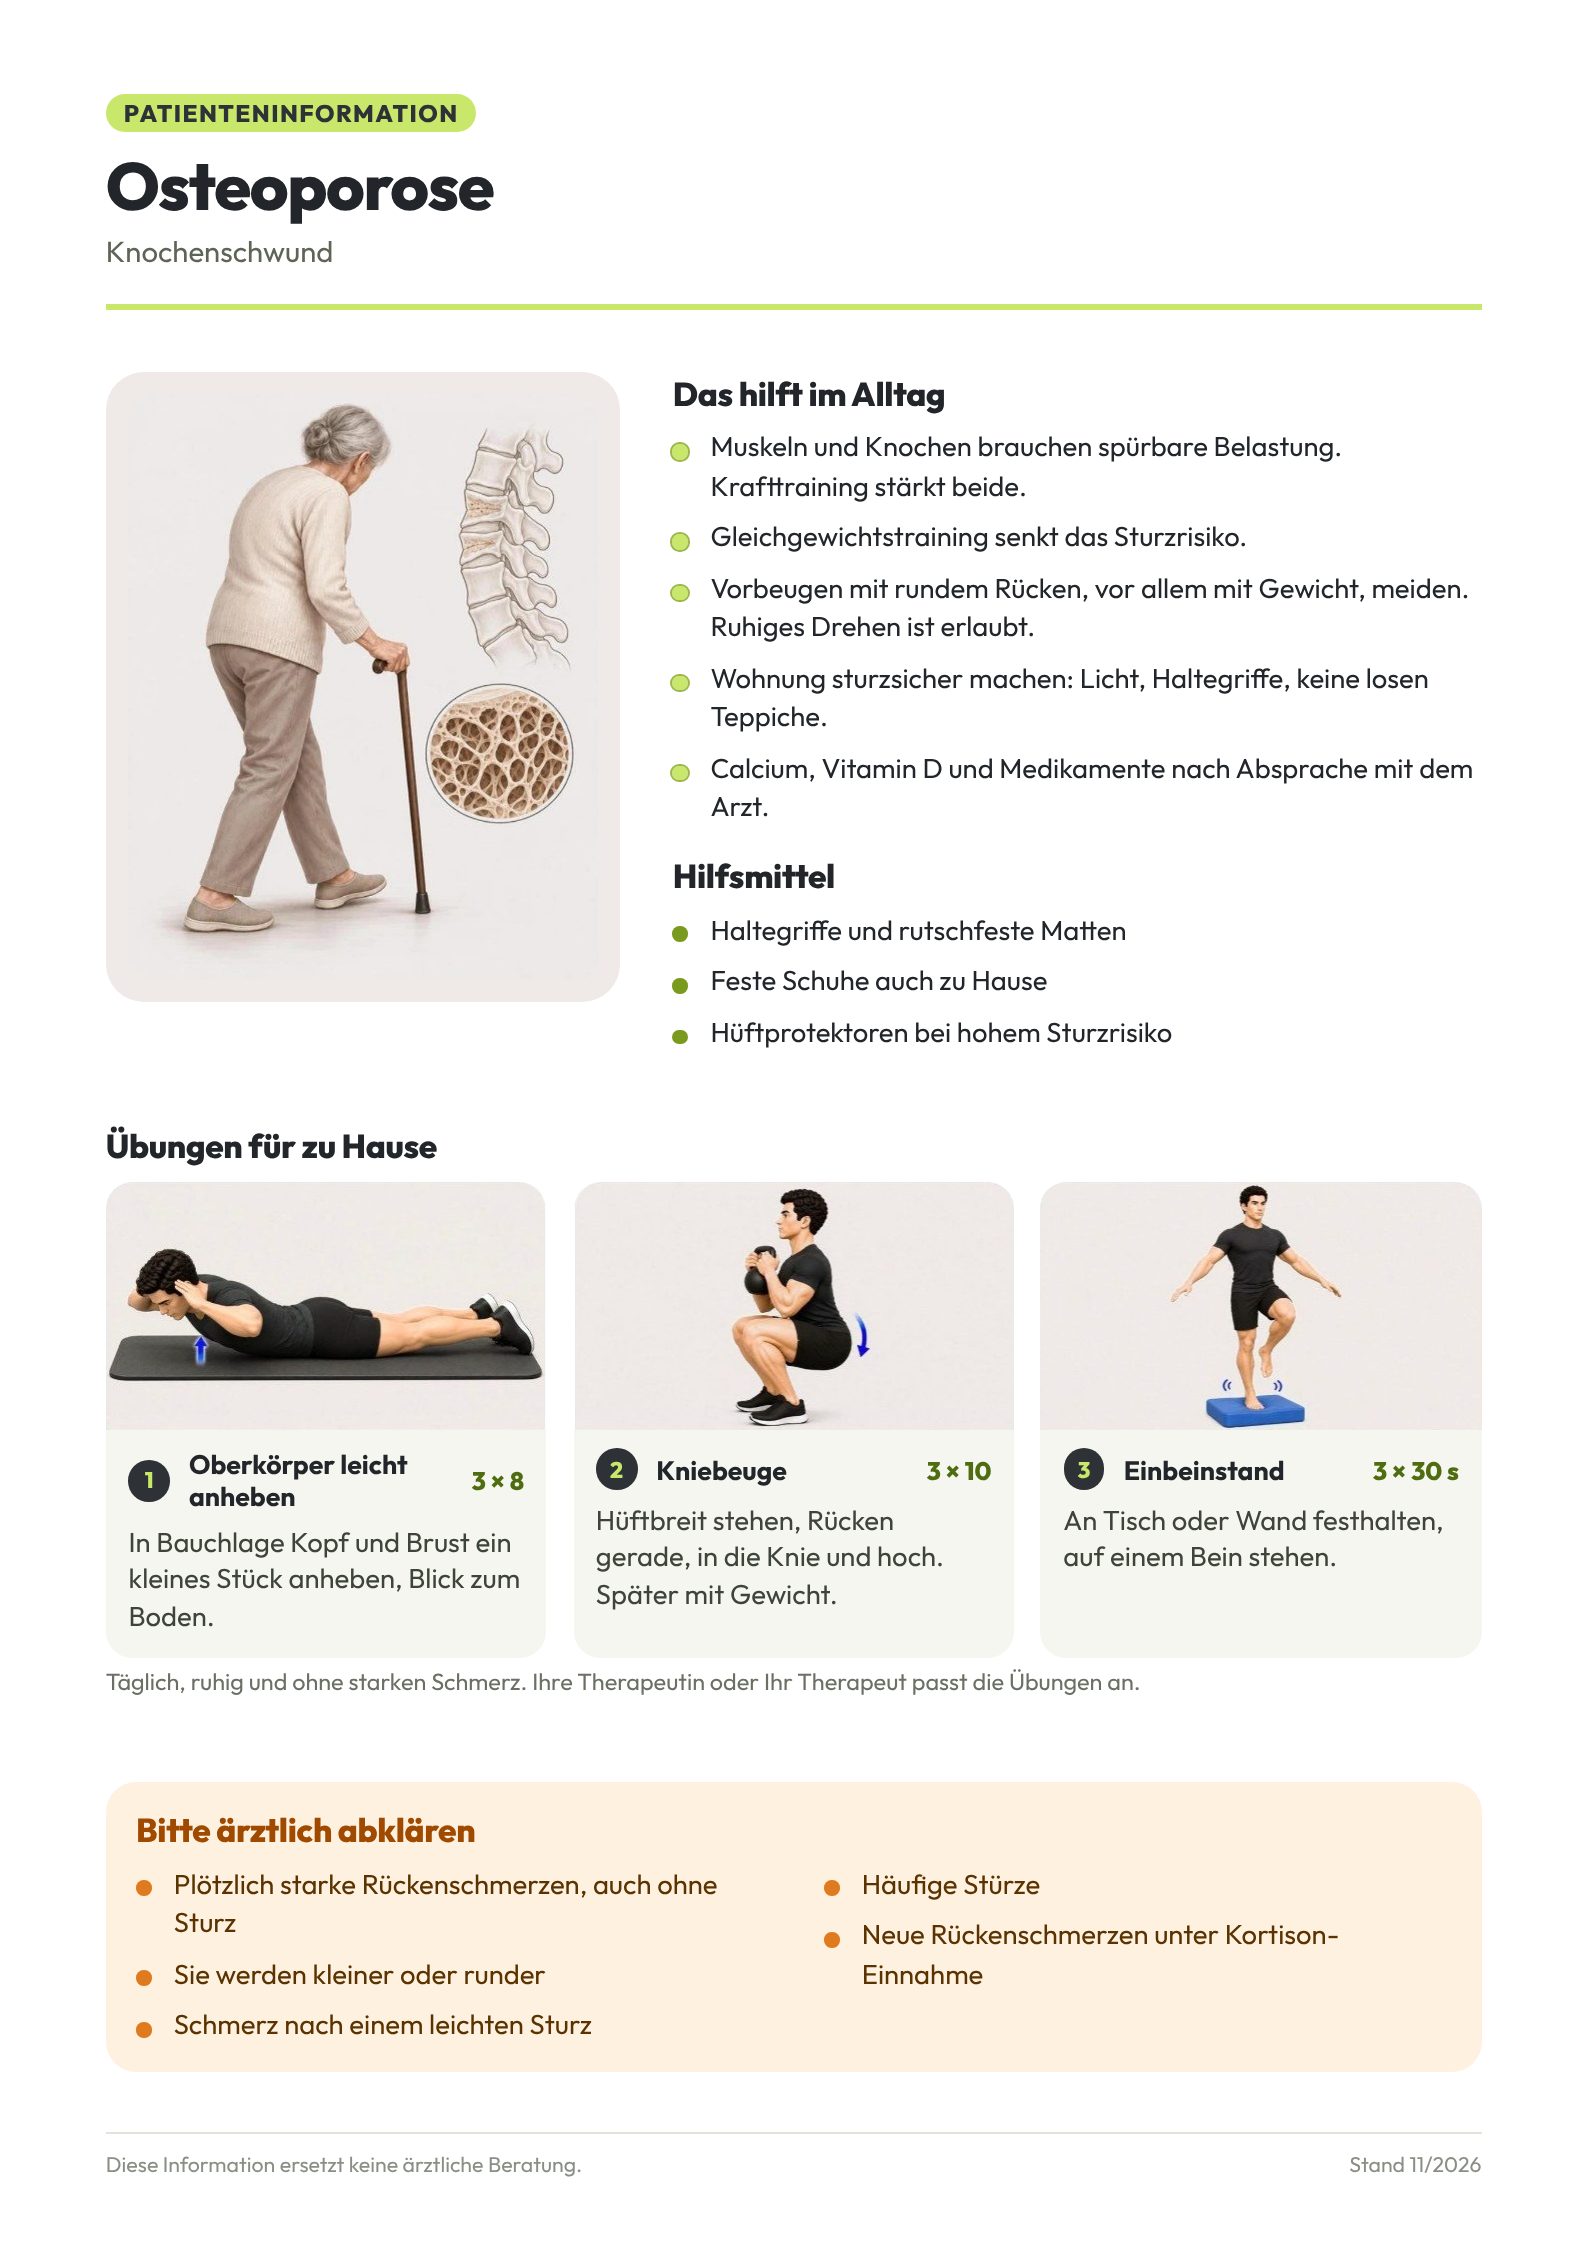 PATIENTENINFORMATION
Osteoporose
Knochenschwund
Das hilft im Alltag
Muskeln und Knochen brauchen spürbare Belastung.
Krafttraining stärkt beide.
Gleichgewichtstraining senkt das Sturzrisiko.
Vorbeugen mit rundem Rücken, vor allem mit Gewicht, meiden.
Ruhiges Drehen ist erlaubt.
Wohnung sturzsicher machen: Licht, Haltegriffe, keine losen
Teppiche.
Calcium, Vitamin D und Medikamente nach Absprache mit dem
Arzt.
Hilfsmittel
Haltegriffe und rutschfeste Matten
Feste Schuhe auch zu Hause
Hüftprotektoren bei hohem Sturzrisiko
Übungen für zu Hause
1 Oberkörper leicht
anheben
3 × 8
In Bauchlage Kopf und Brust ein
kleines Stück anheben, Blick zum
Boden.
2 Kniebeuge 3 × 10
Hüftbreit stehen, Rücken
gerade, in die Knie und hoch.
Später mit Gewicht.
3 Einbeinstand 3 × 30 s
An Tisch oder Wand festhalten,
auf einem Bein stehen.
Täglich, ruhig und ohne starken Schmerz. Ihre Therapeutin oder Ihr Therapeut passt die Übungen an.
Bitte ärztlich abklären
Plötzlich starke Rückenschmerzen, auch ohne
Sturz
Sie werden kleiner oder runder
Schmerz nach einem leichten Sturz
Häufige Stürze
Neue Rückenschmerzen unter Kortison-
Einnahme
Diese Information ersetzt keine ärztliche Beratung.
Stand 11/2026